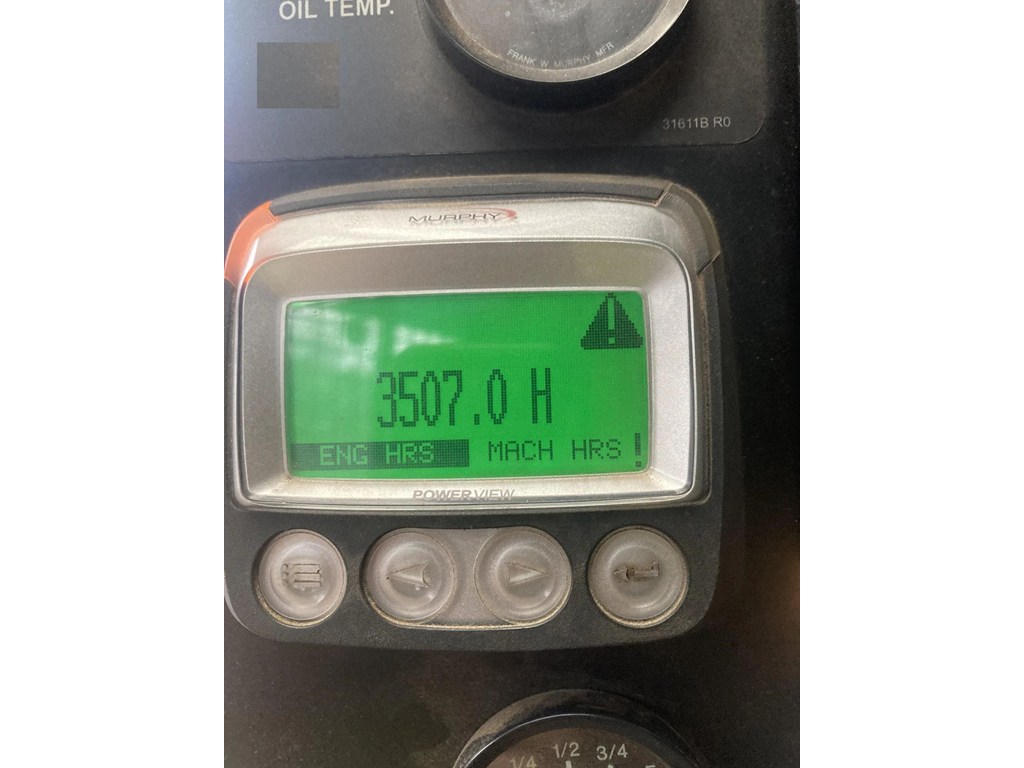 OIL TEMP.
FRANK W MURPHY MFR
31611B R0
MURPHY
3507.0 H
ENG HRS MACH HRS !
POWERVIEW
1/4 1/2 3/4